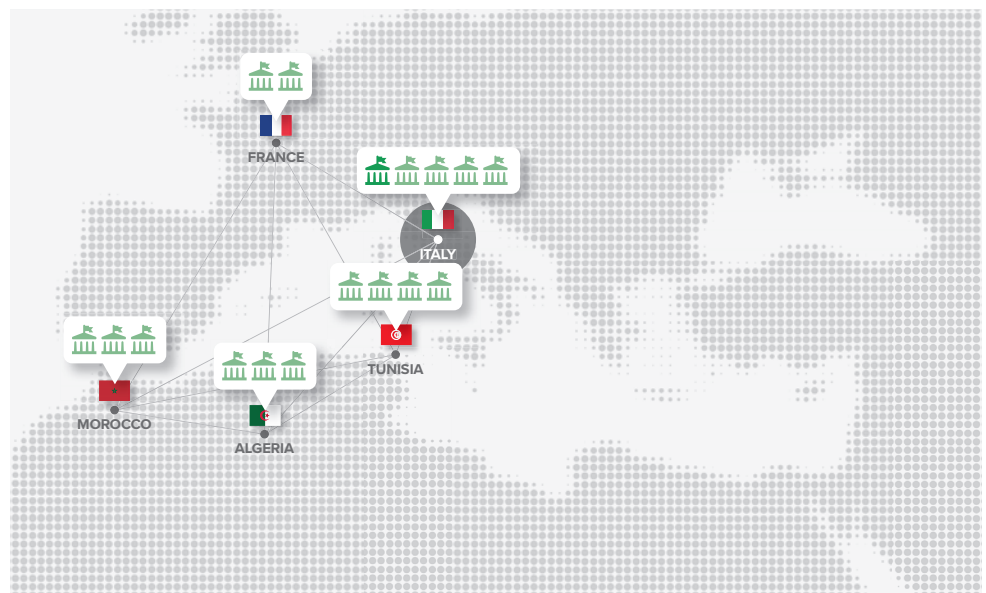 FRANCE
ITALY
TUNISIA
MOROCCO
ALGERIA